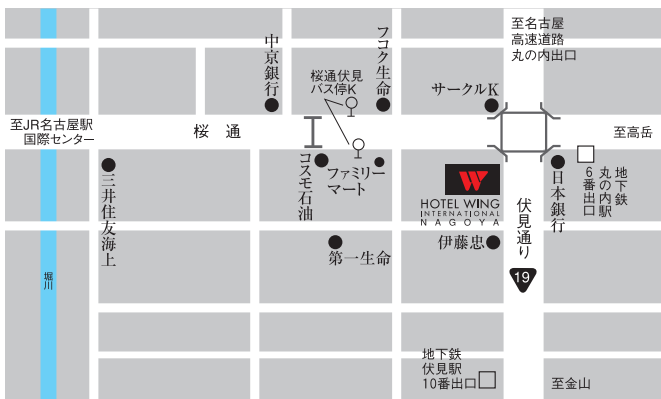 至名古屋
高速道路
丸の内出口
中京銀行
フコク生命
桜通伏見
バス停K
サークルK
至JR名古屋駅
国際センター
桜 通
至高岳
コスモ石油
ファミリー
マート
三井住友海上
W
HOTEL WING
INTERNATIONAL
NAGOYA
伏見通り
日本銀行
地下鉄
丸の内駅
6番出口
伊藤忠
第一生命
19
堀川
地下鉄
伏見駅
10番出口
至金山